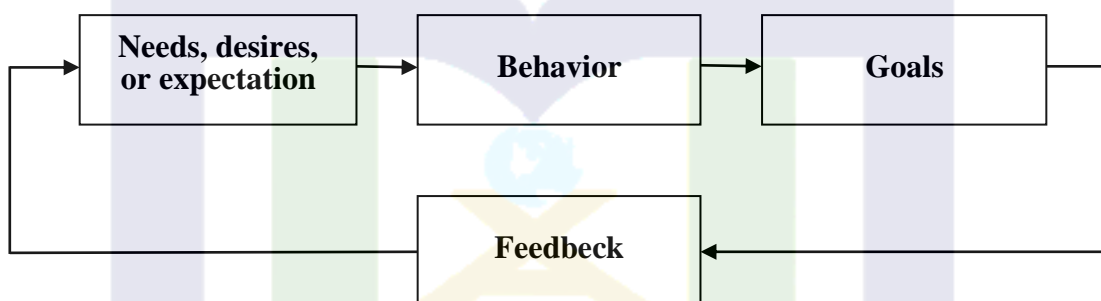 Needs, desires,
or expectation
Behavior
Goals
Feedbeck